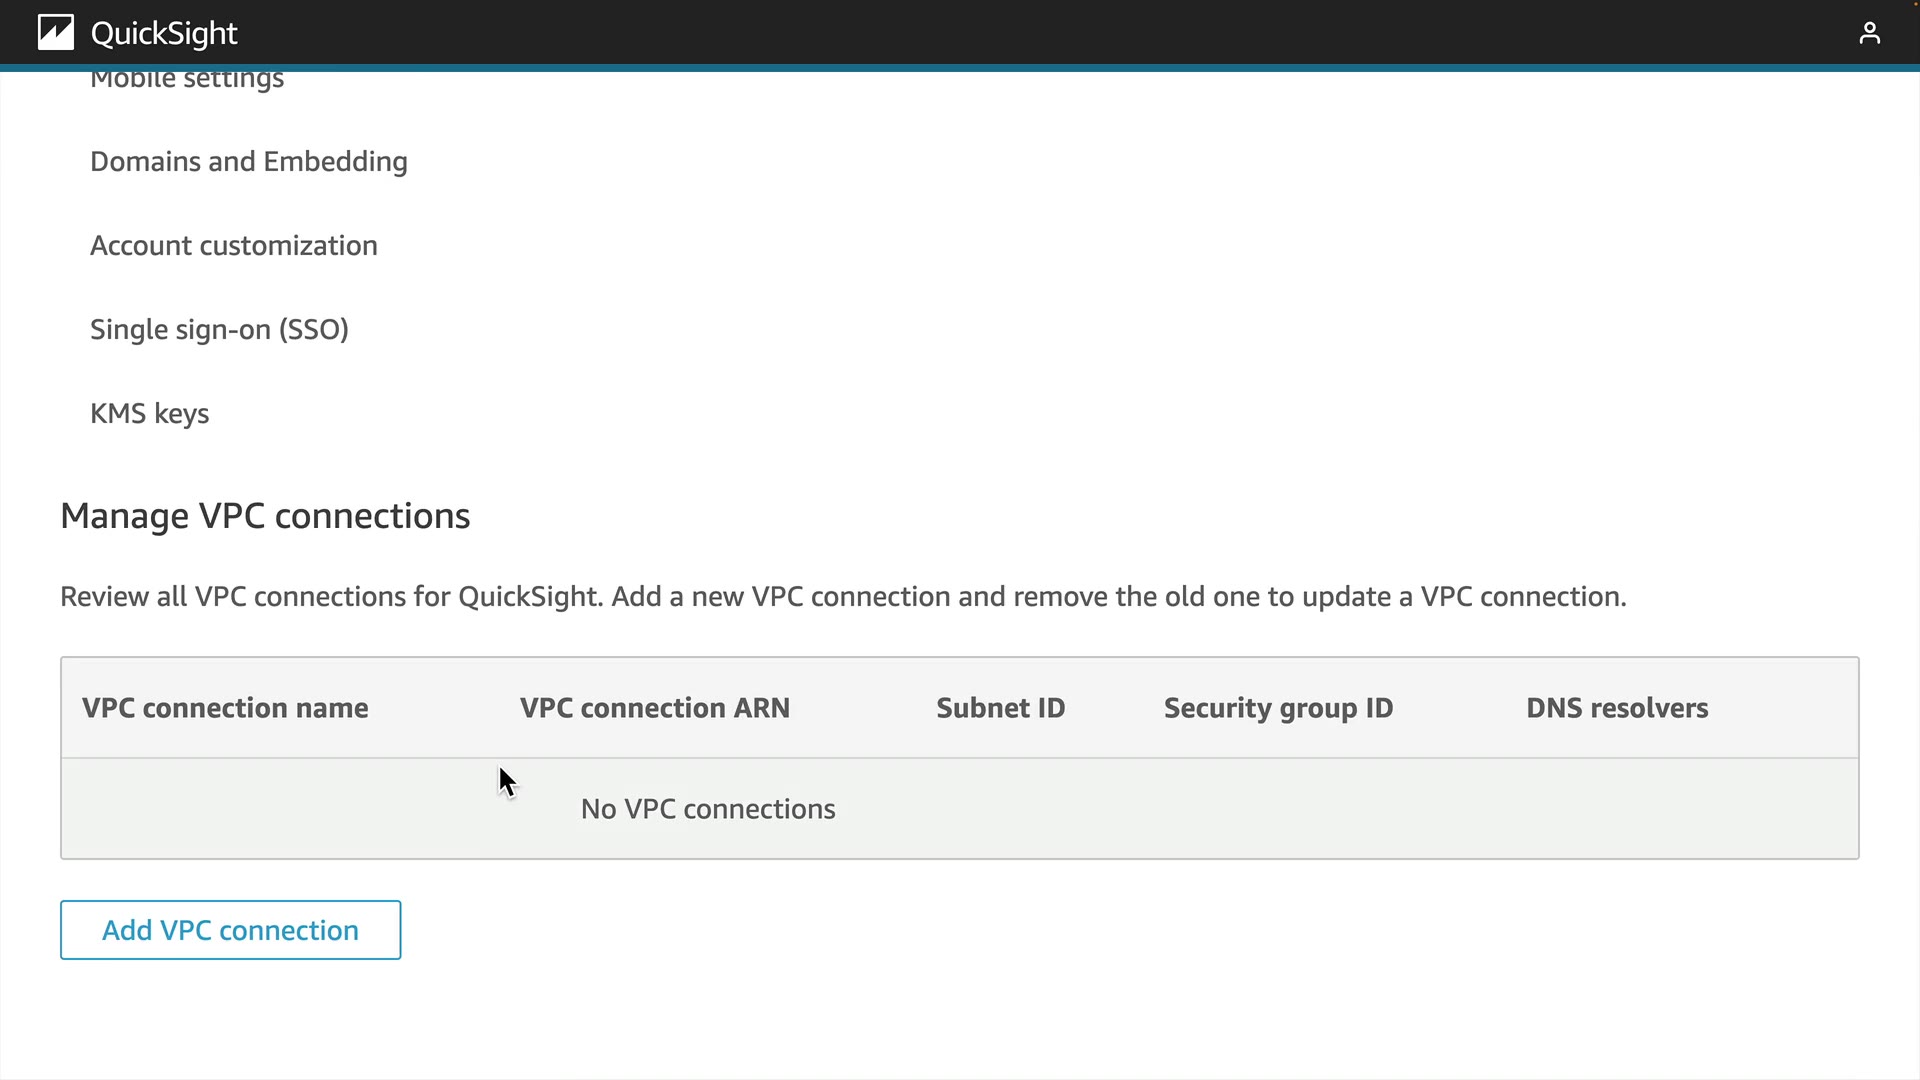 QuickSight
Mobile settings
Domains and Embedding
Account customization
Single sign-on (SSO)
KMS keys
Manage VPC connections
Review all VPC connections for QuickSight. Add a new VPC connection and remove the old one to update a VPC connection.
VPC connection name VPC connection ARN Subnet ID Security group ID DNS resolvers
No VPC connections
Add VPC connection